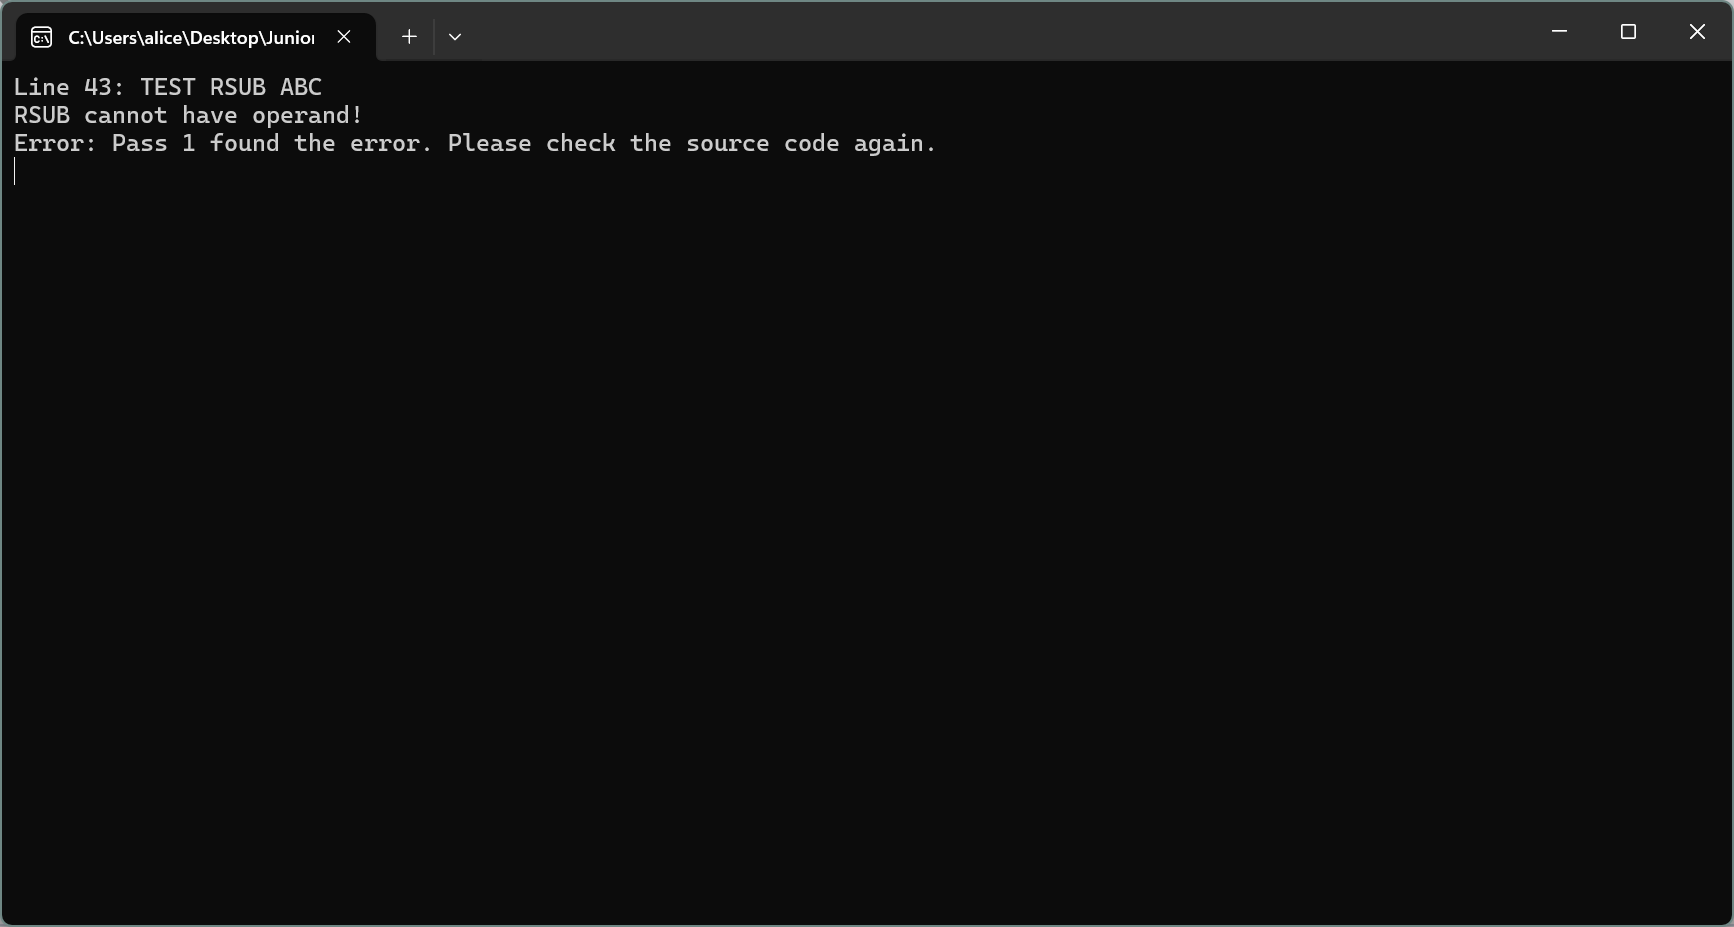 C:\Users\alice\Desktop\Junior
Line 43: TEST RSUB ABC
RSUB cannot have operand!
Error: Pass 1 found the error. Please check the source code again.